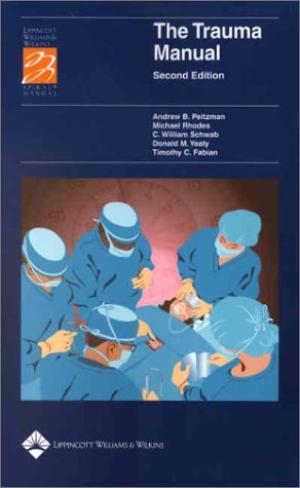 LIPPINCOTT
WILLIAMS &
WILKINS
SPIRAL®
MANUAL
The Trauma
Manual
Second Edition
Andrew B. Peitzman
Michael Rhodes
C. William Schwab
Donald M. Yealy
Timothy C. Fabian
LIPPINCOTT WILLIAMS & WILKINS